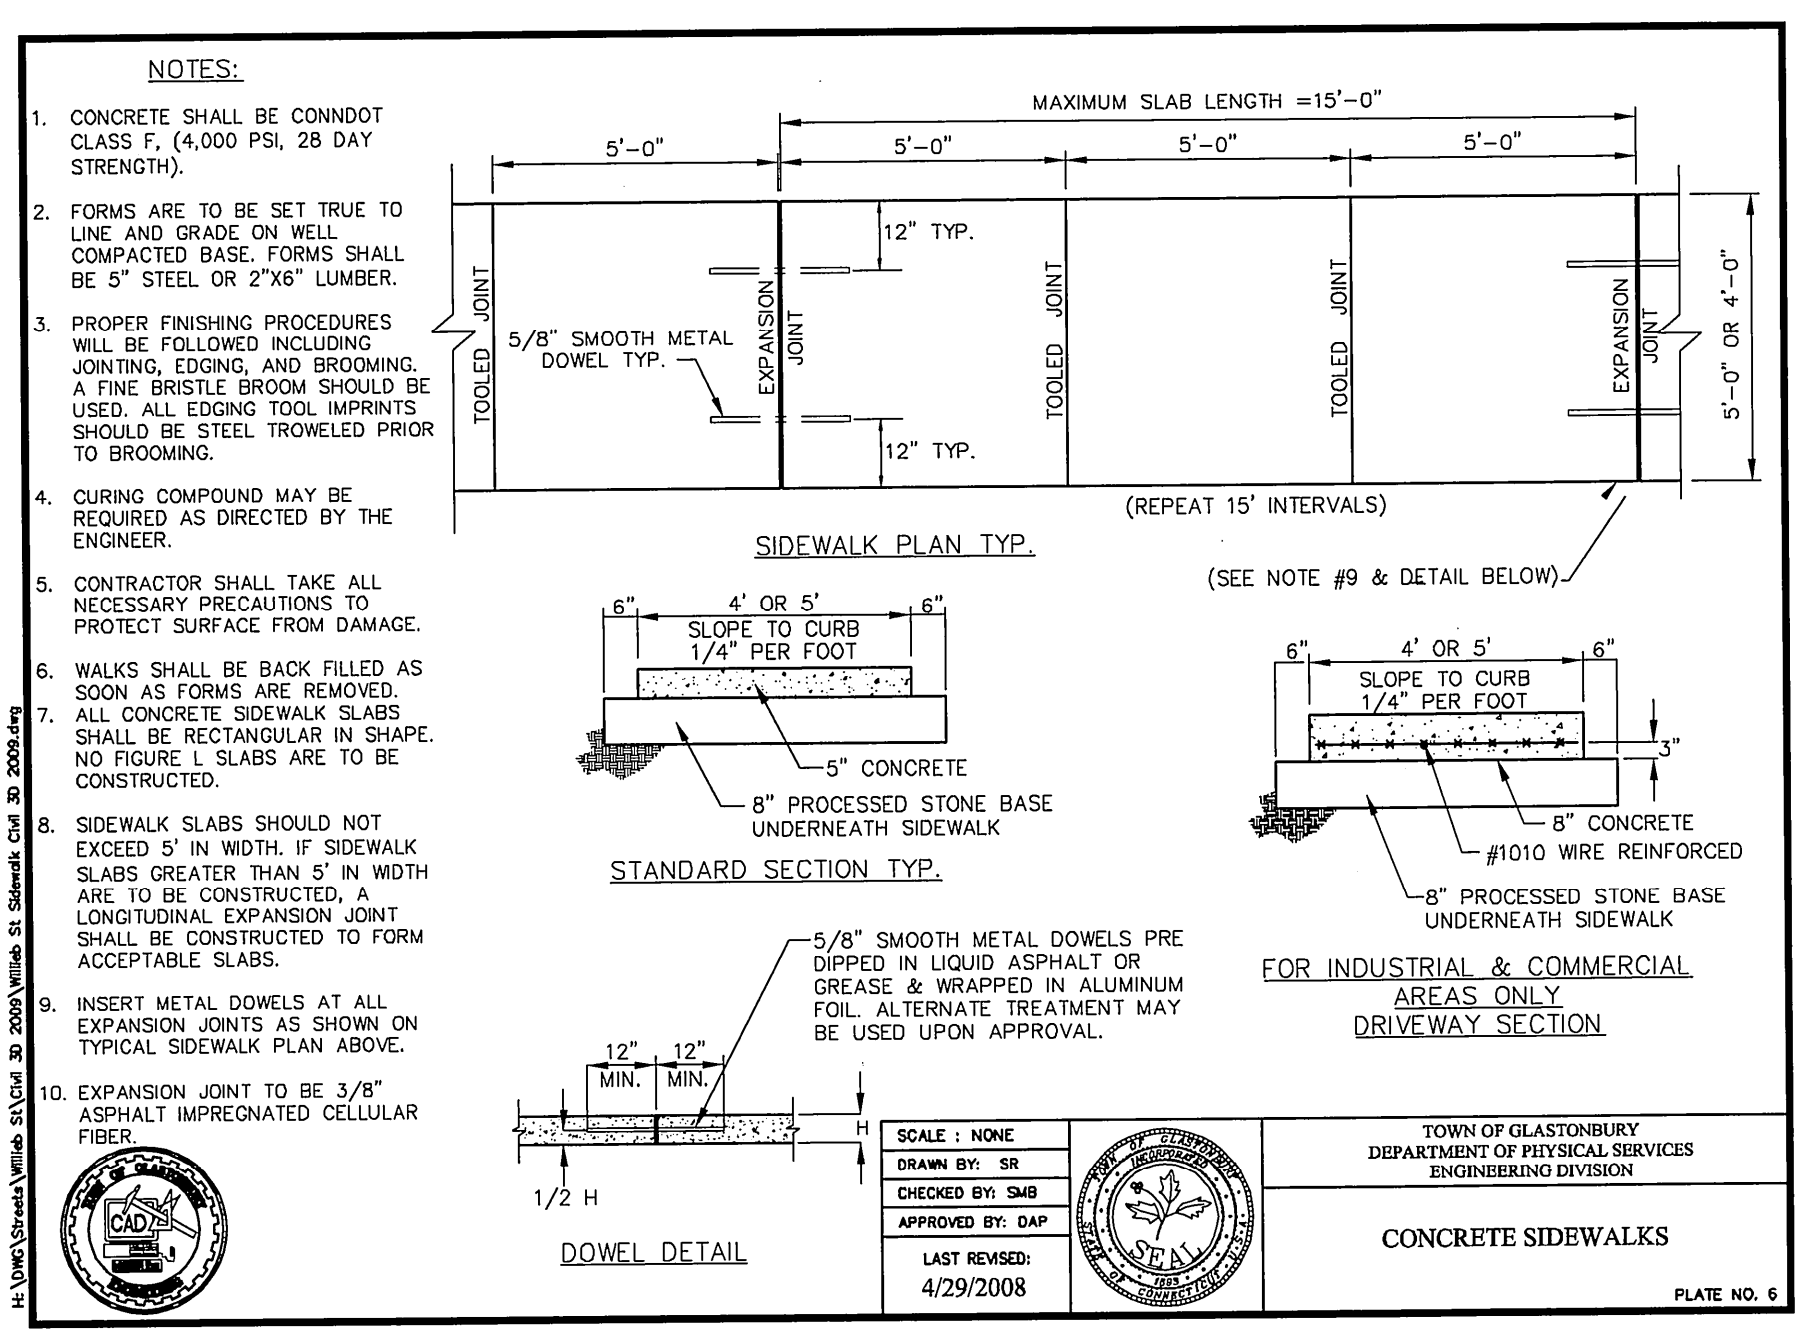 NOTES:
1. CONCRETE SHALL BE CONNDOT
CLASS F, (4,000 PSI, 28 DAY
STRENGTH).
2. FORMS ARE TO BE SET TRUE TO
LINE AND GRADE ON WELL
COMPACTED BASE. FORMS SHALL
BE 5" STEEL OR 2"X6" LUMBER.
3. PROPER FINISHING PROCEDURES
WILL BE FOLLOWED INCLUDING
JOINTING, EDGING, AND BROOMING.
A FINE BRISTLE BROOM SHOULD BE
USED. ALL EDGING TOOL IMPRINTS
SHOULD BE STEEL TROWELED PRIOR
TO BROOMING.
4. CURING COMPOUND MAY BE
REQUIRED AS DIRECTED BY THE
ENGINEER.
5. CONTRACTOR SHALL TAKE ALL
NECESSARY PRECAUTIONS TO
PROTECT SURFACE FROM DAMAGE.
6. WALKS SHALL BE BACK FILLED AS
SOON AS FORMS ARE REMOVED.
7. ALL CONCRETE SIDEWALK SLABS
SHALL BE RECTANGULAR IN SHAPE.
NO FIGURE L SLABS ARE TO BE
CONSTRUCTED.
8. SIDEWALK SLABS SHOULD NOT
EXCEED 5' IN WIDTH. IF SIDEWALK
SLABS GREATER THAN 5' IN WIDTH
ARE TO BE CONSTRUCTED, A
LONGITUDINAL EXPANSION JOINT
SHALL BE CONSTRUCTED TO FORM
ACCEPTABLE SLABS.
9. INSERT METAL DOWELS AT ALL
EXPANSION JOINTS AS SHOWN ON
TYPICAL SIDEWALK PLAN ABOVE.
10. EXPANSION JOINT TO BE 3/8"
ASPHALT IMPREGNATED CELLULAR
FIBER.
MAXIMUM SLAB LENGTH =15'-0"
5'-0"
5'-0"
5'-0"
5'-0"
12" TYP.
TOOLED JOINT
5/8" SMOOTH METAL
DOWEL TYP.
EXPANSION
JOINT
TOOLED JOINT
TOOLED JOINT
EXPANSION
JOINT
5'-0" OR 4'-0"
12" TYP.
(REPEAT 15' INTERVALS)
SIDEWALK PLAN TYP.
(SEE NOTE #9 & DETAIL BELOW)
6"
4' OR 5'
6"
SLOPE TO CURB
1/4" PER FOOT
5" CONCRETE
8" PROCESSED STONE BASE
UNDERNEATH SIDEWALK
STANDARD SECTION TYP.
6"
4' OR 5'
6"
SLOPE TO CURB
1/4" PER FOOT
3"
8" CONCRETE
#1010 WIRE REINFORCED
8" PROCESSED STONE BASE
UNDERNEATH SIDEWALK
FOR INDUSTRIAL & COMMERCIAL
AREAS ONLY
DRIVEWAY SECTION
5/8" SMOOTH METAL DOWELS PRE
DIPPED IN LIQUID ASPHALT OR
GREASE & WRAPPED IN ALUMINUM
FOIL. ALTERNATE TREATMENT MAY
BE USED UPON APPROVAL.
12"
MIN.
12"
MIN.
H
1/2 H
DOWEL DETAIL
TOWN OF GLASTONBURY
CAD
ENGINEERING
SCALE : NONE
DRAWN BY: SR
CHECKED BY: SMB
APPROVED BY: DAP
LAST REVISED:
4/29/2008
TOWN OF GLASTONBURY
INCORPORATED
SEAL
1693
STATE OF CONNECTICUT U.S.A.
TOWN OF GLASTONBURY
DEPARTMENT OF PHYSICAL SERVICES
ENGINEERING DIVISION
CONCRETE SIDEWALKS
PLATE NO. 6
H:\DWG\Streets\Willieb St\Civil 3D 2009\Willieb St Sidewalk Civil 3D 2009.dwg